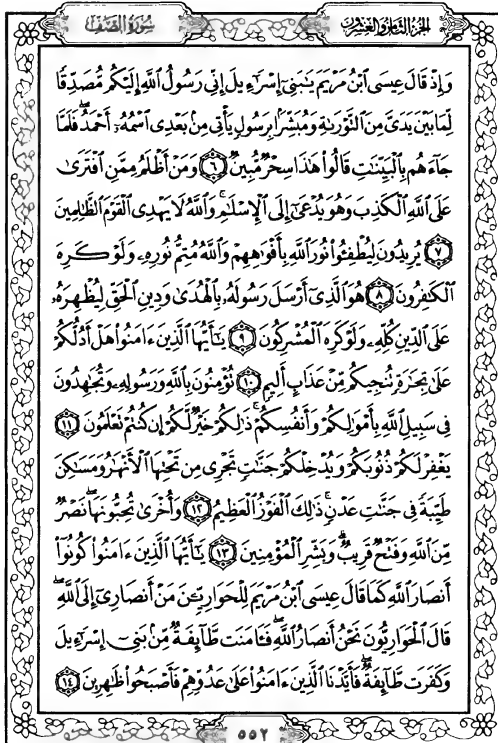 الجزء الثامن والعشرون
سورة الصف
وَإِذْ قَالَ عِيسَى ٱبْنُ مَرْيَمَ يَٰبَنِىٓ إِسْرَٰٓءِيلَ إِنِّى رَسُولُ ٱللَّهِ إِلَيْكُم مُّصَدِّقًا
لِّمَا بَيْنَ يَدَىَّ مِنَ ٱلتَّوْرَىٰةِ وَمُبَشِّرًۢا بِرَسُولٍ يَأْتِى مِنۢ بَعْدِى ٱسْمُهُۥٓ أَحْمَدُ ۖ فَلَمَّا
جَآءَهُم بِٱلْبَيِّنَٰتِ قَالُوا۟ هَٰذَا سِحْرٌ مُّبِينٌ ٦ وَمَنْ أَظْلَمُ مِمَّنِ ٱفْتَرَىٰ
عَلَى ٱللَّهِ ٱلْكَذِبَ وَهُوَ يُدْعَىٰٓ إِلَى ٱلْإِسْلَٰمِ ۚ وَٱللَّهُ لَا يَهْدِى ٱلْقَوْمَ ٱلظَّٰلِمِينَ
٧ يُرِيدُونَ لِيُطْفِـُٔوا۟ نُورَ ٱللَّهِ بِأَفْوَٰهِهِمْ وَٱللَّهُ مُتِمُّ نُورِهِۦ وَلَوْ كَرِهَ
ٱلْكَٰفِرُونَ ٨ هُوَ ٱلَّذِىٓ أَرْسَلَ رَسُولَهُۥ بِٱلْهُدَىٰ وَدِينِ ٱلْحَقِّ لِيُظْهِرَهُۥ
عَلَى ٱلدِّينِ كُلِّهِۦ وَلَوْ كَرِهَ ٱلْمُشْرِكُونَ ٩ يَٰٓأَيُّهَا ٱلَّذِينَ ءَامَنُوا۟ هَلْ أَدُلُّكُمْ
عَلَىٰ تِجَٰرَةٍ تُنجِيكُم مِّنْ عَذَابٍ أَلِيمٍ ١٠ تُؤْمِنُونَ بِٱللَّهِ وَرَسُولِهِۦ وَتُجَٰهِدُونَ
فِى سَبِيلِ ٱللَّهِ بِأَمْوَٰلِكُمْ وَأَنفُسِكُمْ ۚ ذَٰلِكُمْ خَيْرٌ لَّكُمْ إِن كُنتُمْ تَعْلَمُونَ ١١
يَغْفِرْ لَكُمْ ذُنُوبَكُمْ وَيُدْخِلْكُمْ جَنَّٰتٍ تَجْرِى مِن تَحْتِهَا ٱلْأَنْهَٰرُ وَمَسَٰكِنَ
طَيِّبَةً فِى جَنَّٰتِ عَدْنٍ ۚ ذَٰلِكَ ٱلْفَوْزُ ٱلْعَظِيمُ ١٢ وَأُخْرَىٰ تُحِبُّونَهَا ۖ نَصْرٌ
مِّنَ ٱللَّهِ وَفَتْحٌ قَرِيبٌ ۗ وَبَشِّرِ ٱلْمُؤْمِنِينَ ١٣ يَٰٓأَيُّهَا ٱلَّذِينَ ءَامَنُوا۟ كُونُوٓا۟
أَنصَارَ ٱللَّهِ كَمَا قَالَ عِيسَى ٱبْنُ مَرْيَمَ لِلْحَوَارِيِّـۧنَ مَنْ أَنصَارِىٓ إِلَى ٱللَّهِ ۖ
قَالَ ٱلْحَوَارِيُّونَ نَحْنُ أَنصَارُ ٱللَّهِ ۖ فَـَٔامَنَت طَّآئِفَةٌ مِّنۢ بَنِىٓ إِسْرَٰٓءِيلَ
وَكَفَرَت طَّآئِفَةٌ ۖ فَأَيَّدْنَا ٱلَّذِينَ ءَامَنُوا۟ عَلَىٰ عَدُوِّهِمْ فَأَصْبَحُوا۟ ظَٰهِرِينَ ١٤
٥٥٢